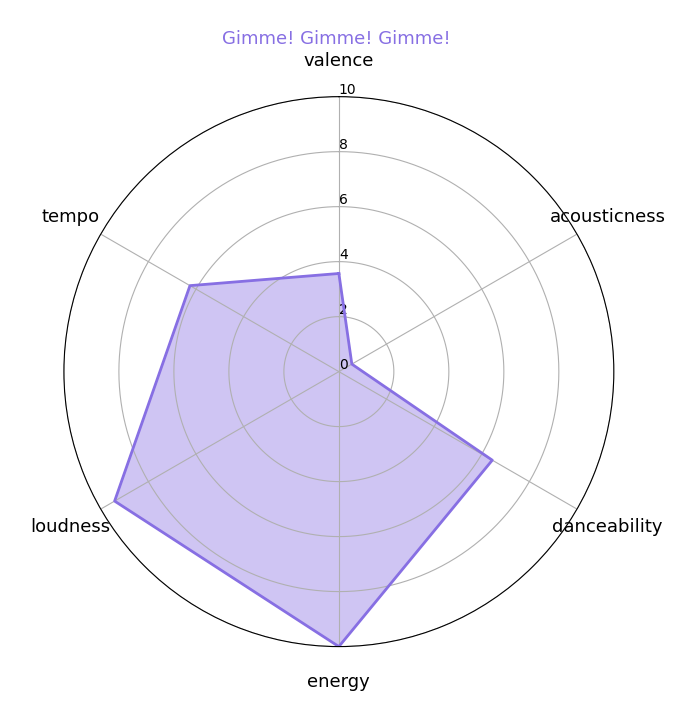 Gimme! Gimme! Gimme!
valence
10
8
6
4
2
0
tempo
acousticness
loudness
danceability
energy